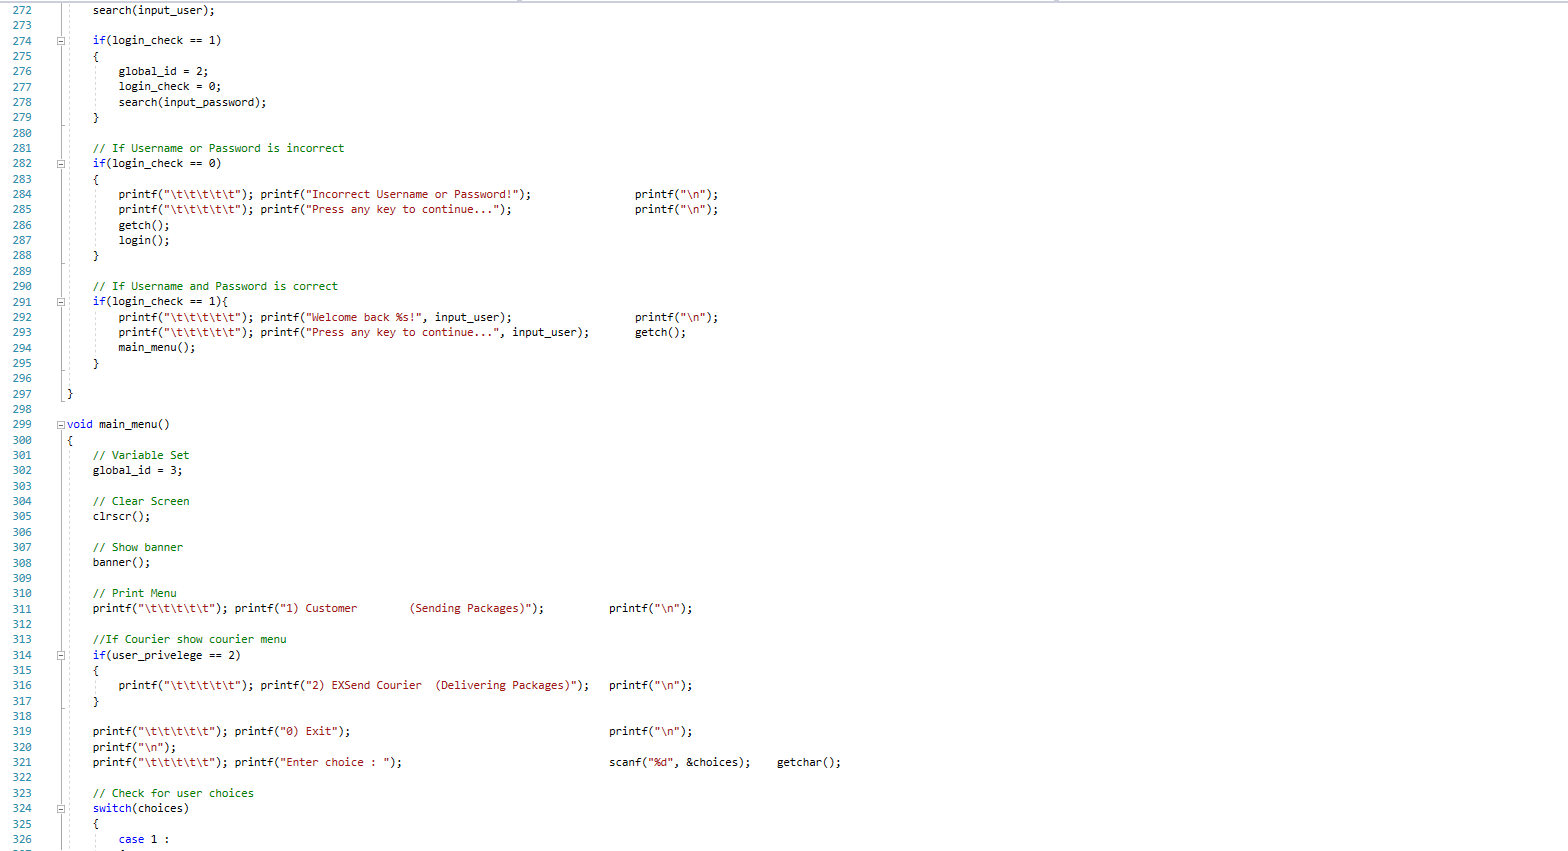 272 search(input_user);
273
274 if(login_check == 1)
275 {
276 global_id = 2;
277 login_check = 0;
278 search(input_password);
279 }
280
281 // If Username or Password is incorrect
282 if(login_check == 0)
283 {
284 printf("\t\t\t\t\t"); printf("Incorrect Username or Password!"); printf("\n");
285 printf("\t\t\t\t\t"); printf("Press any key to continue..."); printf("\n");
286 getch();
287 login();
288 }
289
290 // If Username and Password is correct
291 if(login_check == 1){
292 printf("\t\t\t\t\t"); printf("Welcome back %s!", input_user); printf("\n");
293 printf("\t\t\t\t\t"); printf("Press any key to continue...", input_user); getch();
294 main_menu();
295 }
296
297 }
298
299 void main_menu()
300 {
301 // Variable Set
302 global_id = 3;
303
304 // Clear Screen
305 clrscr();
306
307 // Show banner
308 banner();
309
310 // Print Menu
311 printf("\t\t\t\t\t"); printf("1) Customer (Sending Packages)"); printf("\n");
312
313 //If Courier show courier menu
314 if(user_privelege == 2)
315 {
316 printf("\t\t\t\t\t"); printf("2) EXSend Courier (Delivering Packages)"); printf("\n");
317 }
318
319 printf("\t\t\t\t\t"); printf("0) Exit"); printf("\n");
320 printf("\n");
321 printf("\t\t\t\t\t"); printf("Enter choice : "); scanf("%d", &choices); getchar();
322
323 // Check for user choices
324 switch(choices)
325 {
326 case 1 :